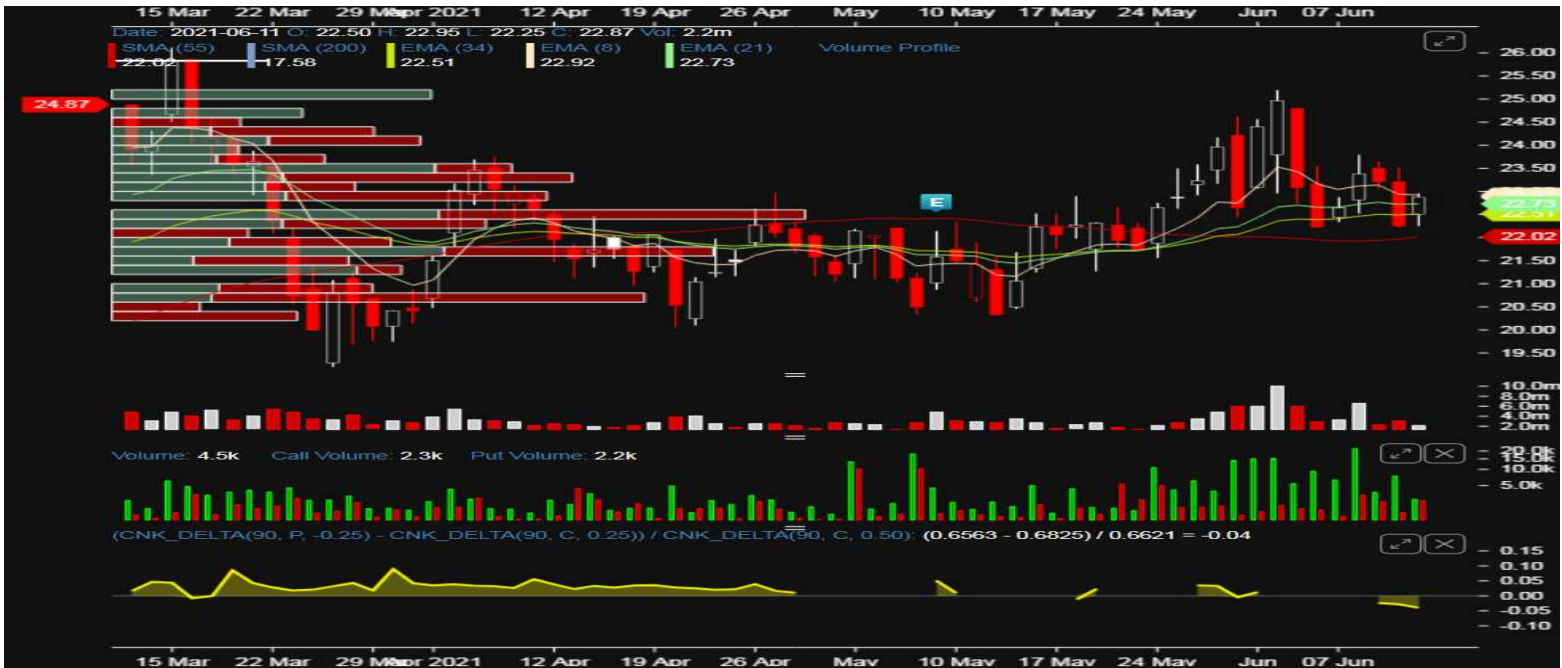 15 Mar 22 Mar 29 Mar Apr 2021 12 Apr 19 Apr 26 Apr May 10 May 17 May 24 May Jun 07 Jun
Date: 2021-06-11 O: 22.50 H: 22.95 L: 22.25 C: 22.87 Vol: 2.2m
SMA (55) SMA (200) EMA (34) EMA (8) EMA (21) Volume Profile
22.02 17.58 22.51 22.92 22.73
26.00
25.50
25.00
24.87
24.50
24.00
23.50
22.73
22.51
22.02
21.50
21.00
20.50
20.00
19.50
E
10.0m
8.0m
6.0m
4.0m
2.0m
Volume: 4.5k Call Volume: 2.3k Put Volume: 2.2k
20.0k
15.0k
10.0k
5.0k
(CNK_DELTA(90, P, -0.25) - CNK_DELTA(90, C, 0.25)) / CNK_DELTA(90, C, 0.50): (0.6563 - 0.6825) / 0.6621 = -0.04
0.15
0.10
0.05
0.00
-0.05
-0.10
15 Mar 22 Mar 29 Mar Apr 2021 12 Apr 19 Apr 26 Apr May 10 May 17 May 24 May Jun 07 Jun